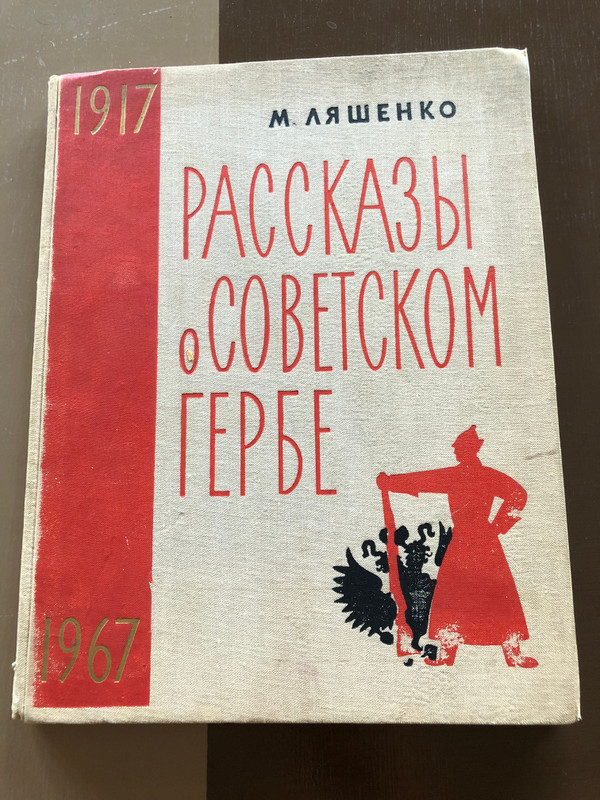 1917
М. ЛЯШЕНКО
РАССКАЗЫ
О СОВЕТСКОМ
ГЕРБЕ
1967